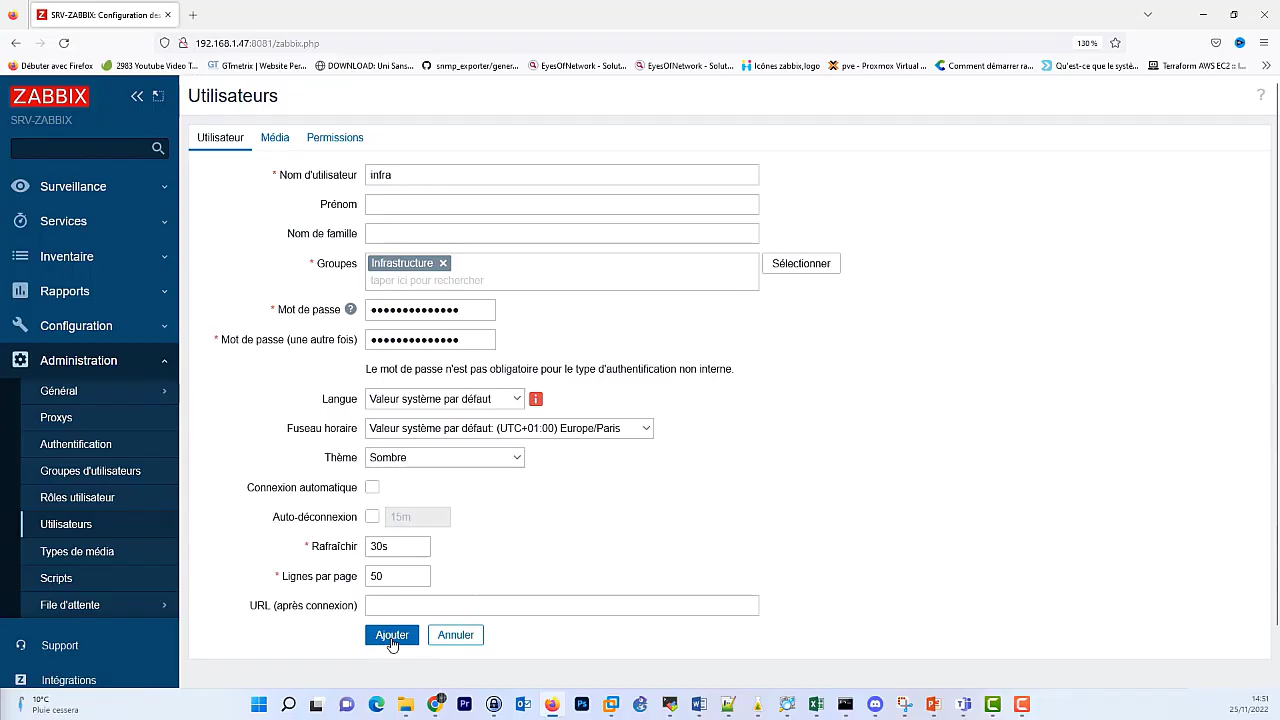 SRV-ZABBIX: Configuration des
192.168.1.47:8081/zabbix.php
130 %
Débuter avec Firefox
2983 Youtube Video T...
GT GTmetrix | Website Per...
DOWNLOAD: Uni Sans...
snmp_exporter/gener...
EyesOfNetwork - Solut...
EyesOfNetwork - Solut...
Icônes zabbix,logo
pve - Proxmox Virtual ...
Comment démarrer ra...
Qu'est-ce que le systè...
Terraform AWS EC2 :: l...
ZABBIX
SRV-ZABBIX
Surveillance
Services
Inventaire
Rapports
Configuration
Administration
Général
Proxys
Authentification
Groupes d'utilisateurs
Rôles utilisateur
Utilisateurs
Types de média
Scripts
File d'attente
Support
Z Intégrations
Utilisateurs
?
Utilisateur Média Permissions
* Nom d'utilisateur infra
Prénom
Nom de famille
* Groupes Infrastructure
taper ici pour rechercher
Sélectionner
* Mot de passe ? ••••••••••••••
* Mot de passe (une autre fois) ••••••••••••••
Le mot de passe n'est pas obligatoire pour le type d'authentification non interne.
Langue Valeur système par défaut
Fuseau horaire Valeur système par défaut: (UTC+01:00) Europe/Paris
Thème Sombre
Connexion automatique
Auto-déconnexion 15m
* Rafraîchir 30s
* Lignes par page 50
URL (après connexion)
Ajouter Annuler
10°C
Pluie cessera
14:51
25/11/2022